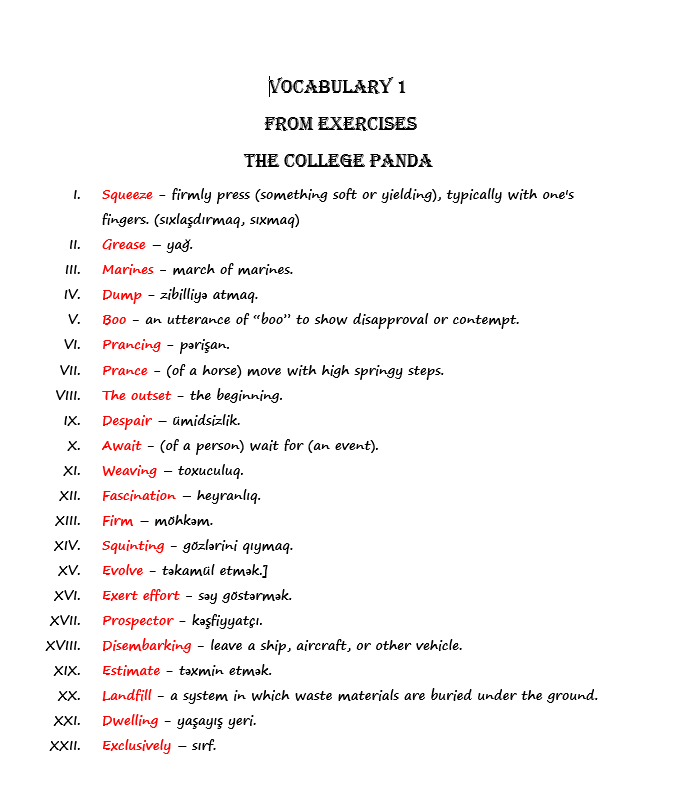 VOCABULARY 1
FROM EXERCISES
THE COLLEGE PANDA
I. Squeeze - firmly press (something soft or yielding), typically with one's
fingers. (sıxlaşdırmaq, sıxmaq)
II. Grease – yağ.
III. Marines - march of marines.
IV. Dump - zibilliyə atmaq.
V. Boo - an utterance of “boo” to show disapproval or contempt.
VI. Prancing - pərişan.
VII. Prance - (of a horse) move with high springy steps.
VIII. The outset - the beginning.
IX. Despair – ümidsizlik.
X. Await - (of a person) wait for (an event).
XI. Weaving – toxuculuq.
XII. Fascination – heyranlıq.
XIII. Firm – möhkəm.
XIV. Squinting - gözlərini qıymaq.
XV. Evolve - təkamül etmək.]
XVI. Exert effort - səy göstərmək.
XVII. Prospector - kəşfiyyatçı.
XVIII. Disembarking - leave a ship, aircraft, or other vehicle.
XIX. Estimate - təxmin etmək.
XX. Landfill - a system in which waste materials are buried under the ground.
XXI. Dwelling - yaşayış yeri.
XXII. Exclusively – sırf.